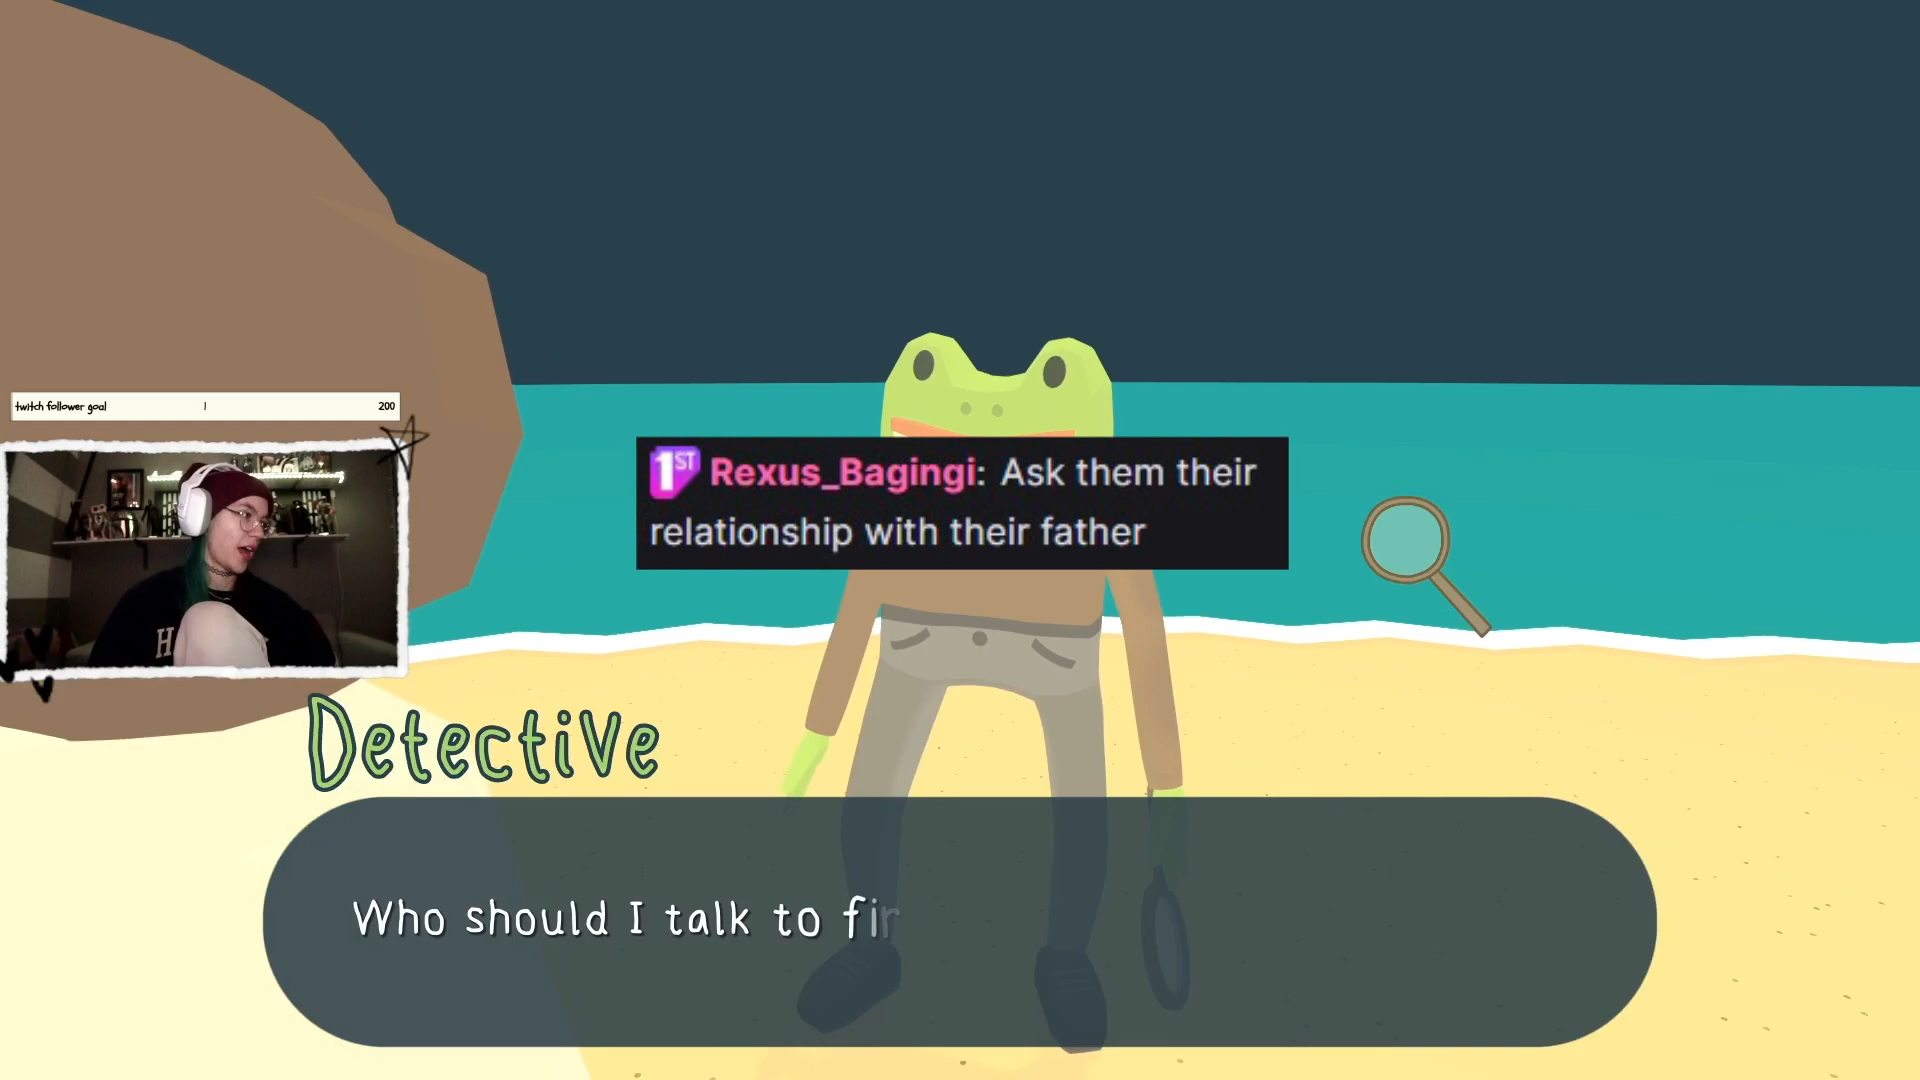 twitch follower goal 200
1ST Rexus_Bagingi: Ask them their
relationship with their father
H
Detective
Who should I talk to fir